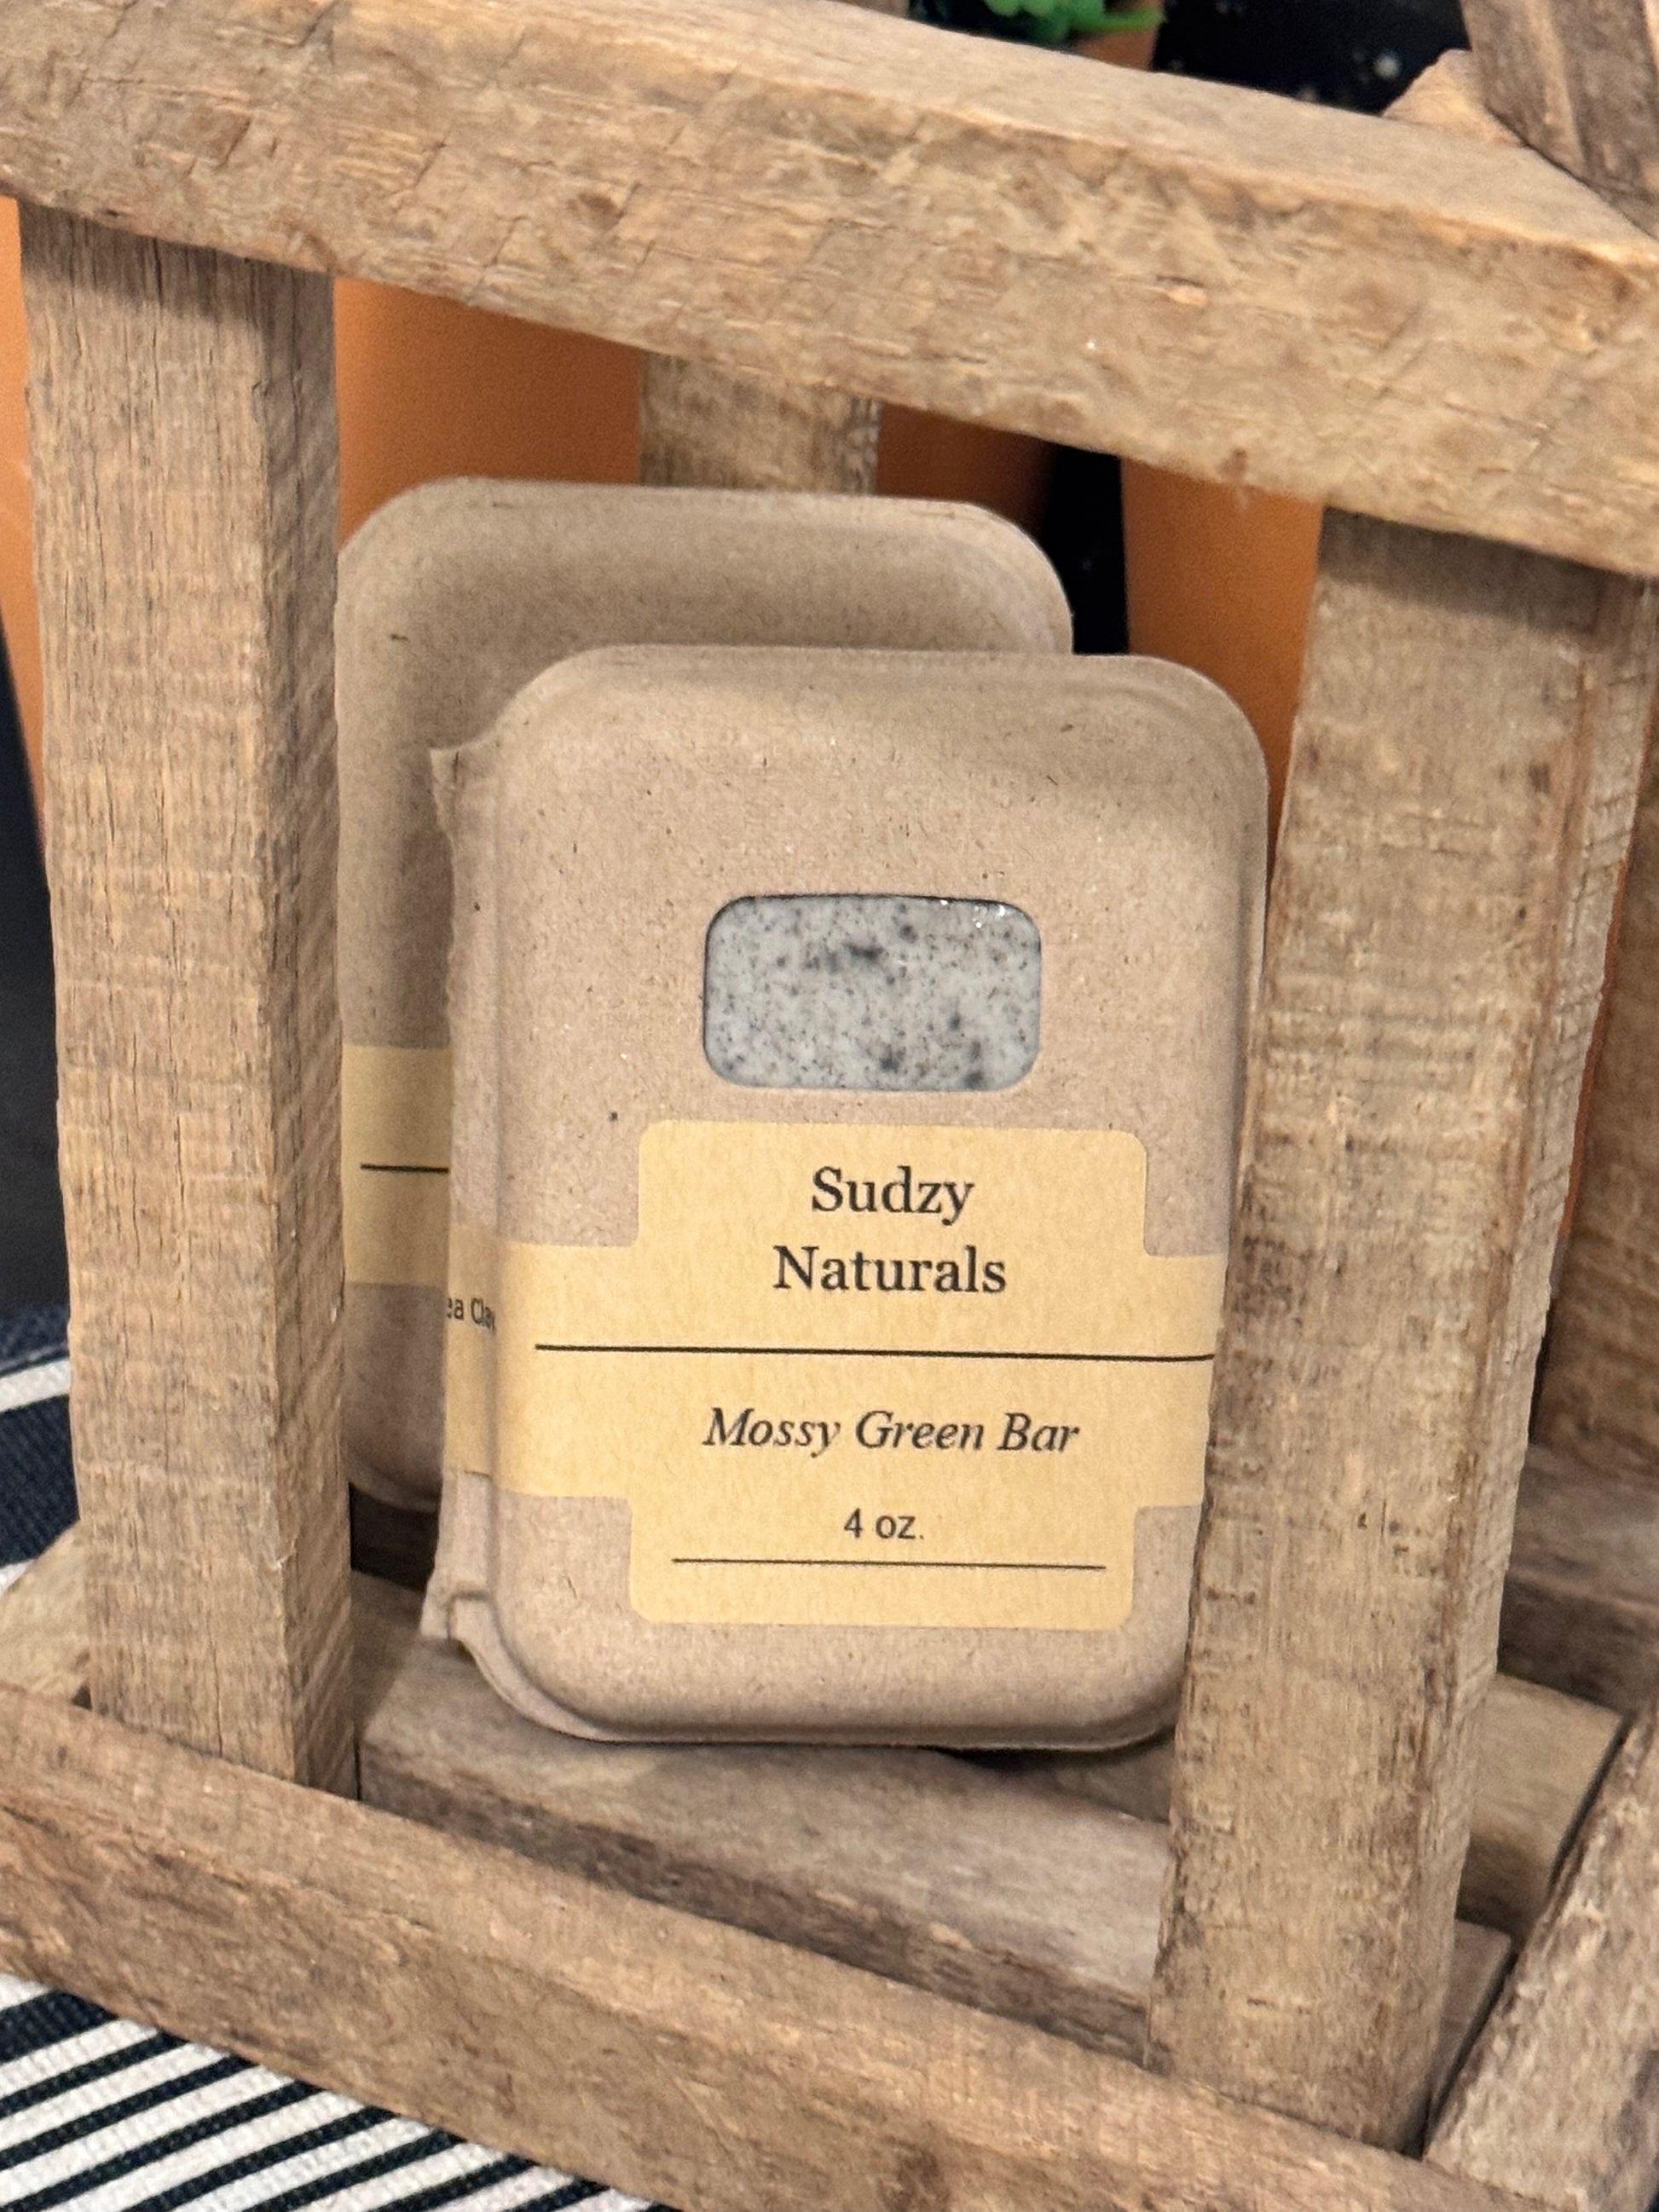 Sudzy
Naturals
Mossy Green Bar
4 oz.